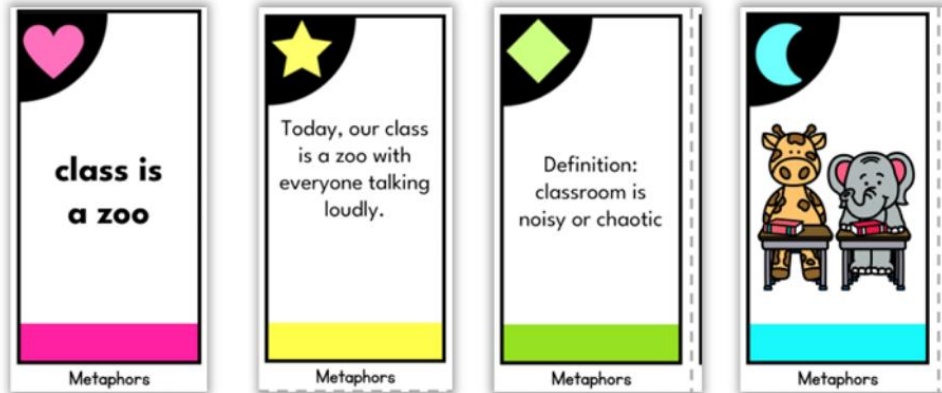 class is
a zoo
Metaphors
Today, our class
is a zoo with
everyone talking
loudly.
Metaphors
Definition:
classroom is
noisy or chaotic
Metaphors
Metaphors